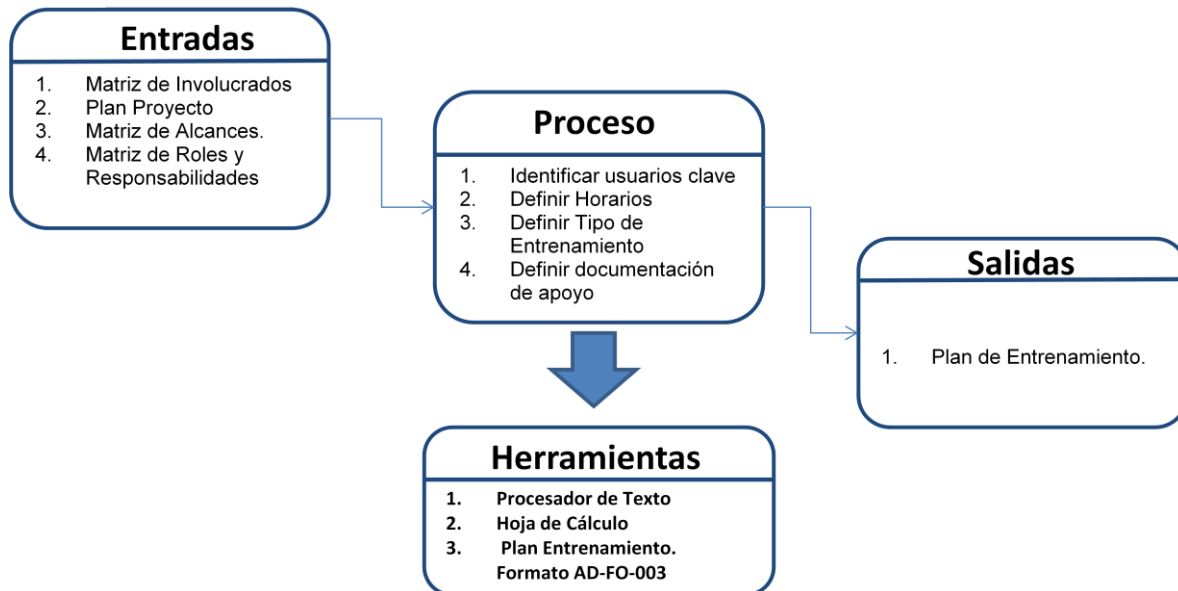 Entradas
1. Matriz de Involucrados
2. Plan Proyecto
3. Matriz de Alcances.
4. Matriz de Roles y
Responsabilidades
Proceso
1. Identificar usuarios clave
2. Definir Horarios
3. Definir Tipo de
Entrenamiento
4. Definir documentación
de apoyo
Salidas
1. Plan de Entrenamiento.
Herramientas
1. Procesador de Texto
2. Hoja de Cálculo
3. Plan Entrenamiento.
Formato AD-FO-003